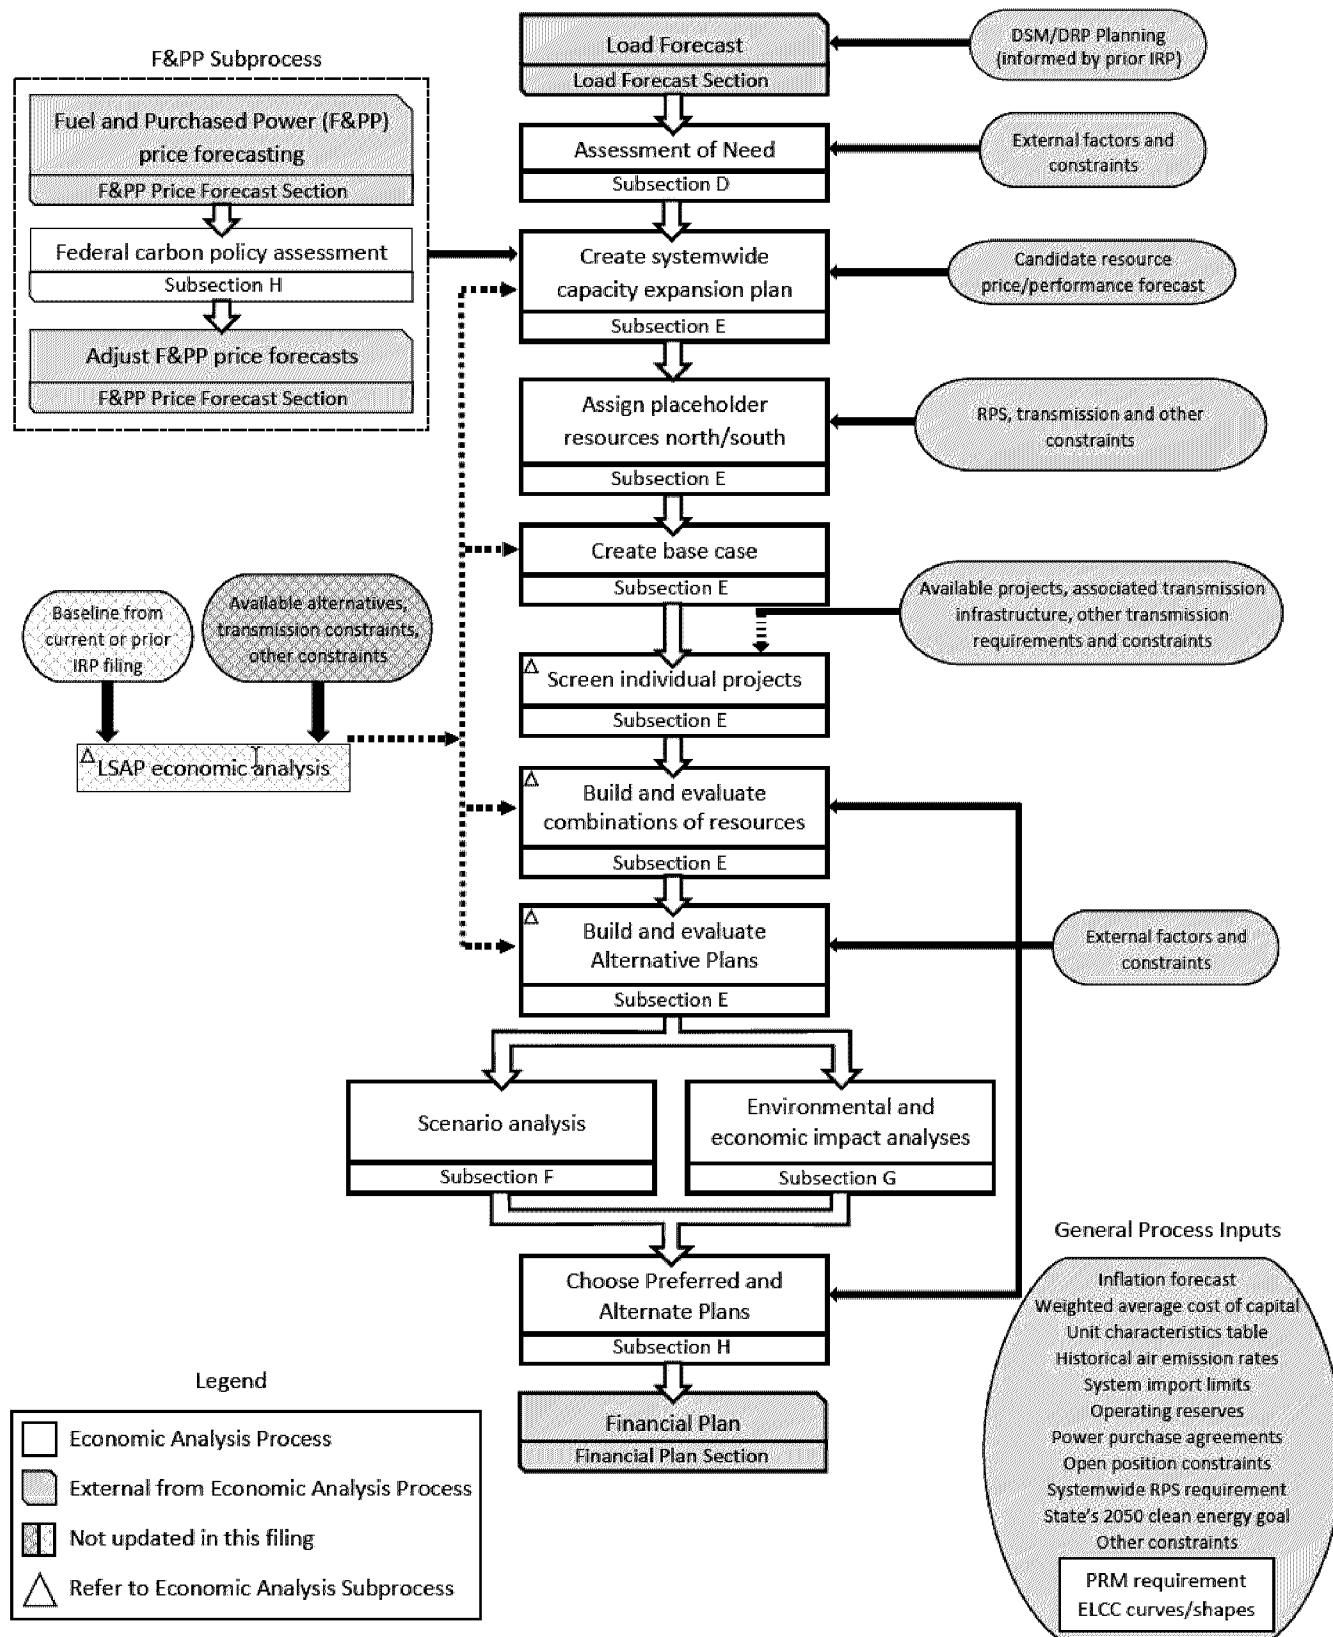 F&PP Subprocess
Fuel and Purchased Power (F&PP)
price forecasting
F&PP Price Forecast Section
Federal carbon policy assessment
Subsection H
Adjust F&PP price forecasts
F&PP Price Forecast Section
Load Forecast
Load Forecast Section
DSM/DRP Planning
(informed by prior IRP)
Assessment of Need
Subsection D
External factors and
constraints
Create systemwide
capacity expansion plan
Subsection E
Candidate resource
price/performance forecast
Assign placeholder
resources north/south
Subsection E
RPS, transmission and other
constraints
Create base case
Subsection E
Available projects, associated transmission
infrastructure, other transmission
requirements and constraints
Baseline from
current or prior
IRP filing
Available alternatives,
transmission constraints,
other constraints
LSAP economic analysis
Screen individual projects
Subsection E
Build and evaluate
combinations of resources
Subsection E
Build and evaluate
Alternative Plans
Subsection E
External factors and
constraints
Scenario analysis
Subsection F
Environmental and
economic impact analyses
Subsection G
Choose Preferred and
Alternate Plans
Subsection H
Financial Plan
Financial Plan Section
General Process Inputs
Inflation forecast
Weighted average cost of capital
Unit characteristics table
Historical air emission rates
System import limits
Operating reserves
Power purchase agreements
Open position constraints
Systemwide RPS requirement
State's 2050 clean energy goal
Other constraints
PRM requirement
ELCC curves/shapes
Legend
Economic Analysis Process
External from Economic Analysis Process
Not updated in this filing
Refer to Economic Analysis Subprocess